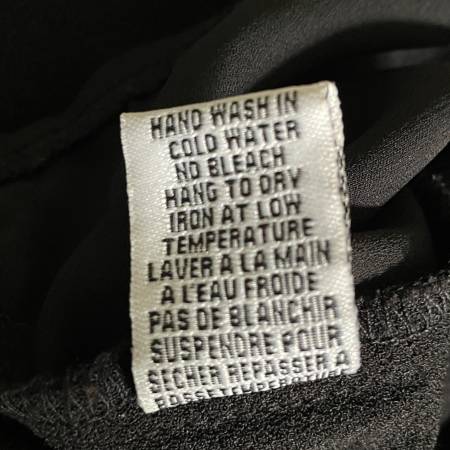 HAND WASH IN
COLD WATER
NO BLEACH
HANG TO DRY
IRON AT LOW
TEMPERATURE
LAVER A LA MAIN
A L'EAU FROIDE
PAS DE BLANCHIR
SUSPENDRE POUR
SECHER REPASSER A